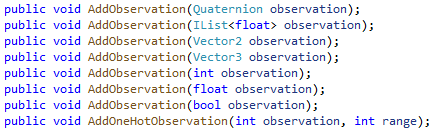 public void AddObservation(Quaternion observation);
public void AddObservation(IList<float> observation);
public void AddObservation(Vector2 observation);
public void AddObservation(Vector3 observation);
public void AddObservation(int observation);
public void AddObservation(float observation);
public void AddObservation(bool observation);
public void AddOneHotObservation(int observation, int range);